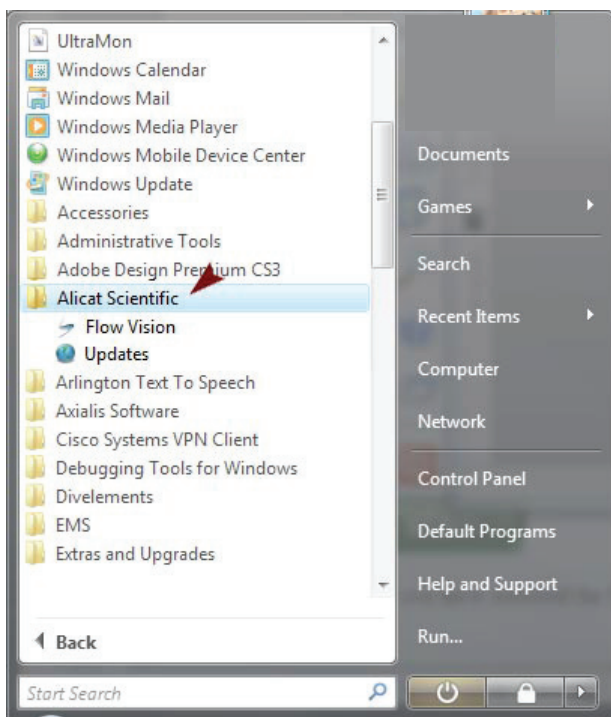 UltraMon
Windows Calendar
Windows Mail
Windows Media Player
Windows Mobile Device Center
Windows Update
Accessories
Administrative Tools
Adobe Design Premium CS3
Alicat Scientific
Flow Vision
Updates
Arlington Text To Speech
Axialis Software
Cisco Systems VPN Client
Debugging Tools for Windows
Divelements
EMS
Extras and Upgrades
Back
Start Search
Documents
Games
Search
Recent Items
Computer
Network
Control Panel
Default Programs
Help and Support
Run...